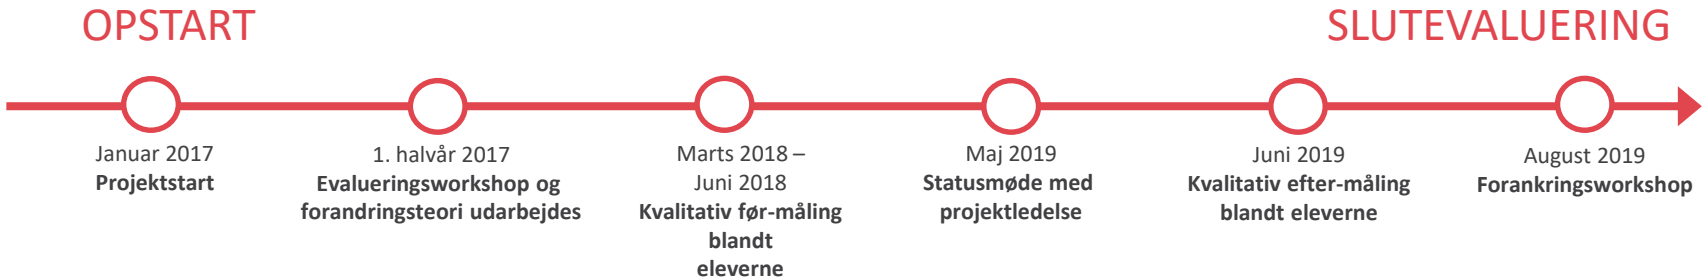 OPSTART
SLUTEVALUERING
Januar 2017
Projektstart
1. halvår 2017
Evalueringsworkshop og
forandringsteori udarbejdes
Marts 2018 –
Juni 2018
Kvalitativ før-måling
blandt
eleverne
Maj 2019
Statusmøde med
projektledelse
Juni 2019
Kvalitativ efter-måling
blandt eleverne
August 2019
Forankringsworkshop